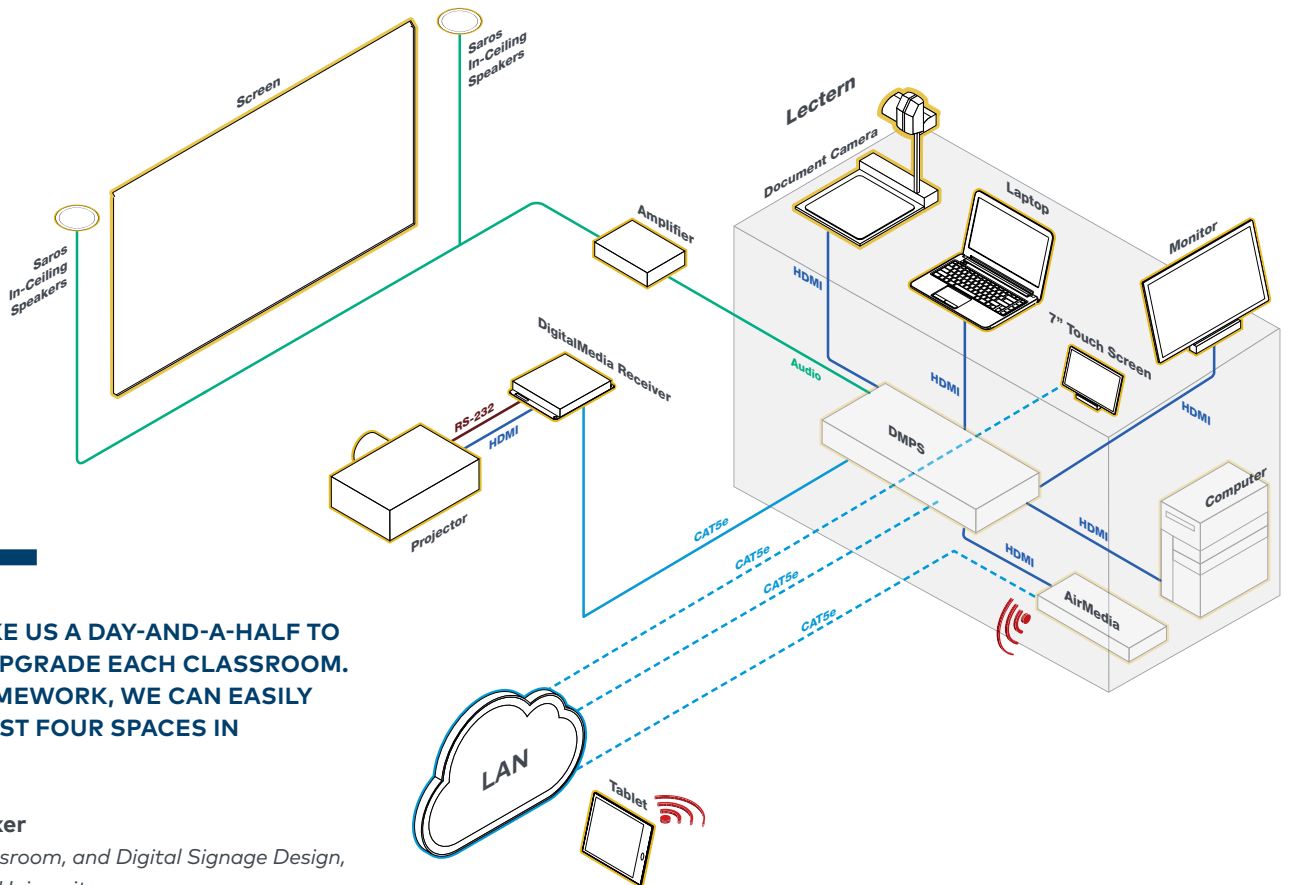 Saros
In-Ceiling
Speakers
Screen
Lectern
Document Camera
Laptop
Monitor
Amplifier
Saros
In-Ceiling
Speakers
HDMI
7” Touch Screen
DigitalMedia Receiver
Audio
HDMI
HDMI
RS-232
HDMI
DMPS
Computer
Projector
CAT5e
HDMI
CAT5e
HDMI
CAT5e
AirMedia
CAT5e
KE US A DAY-AND-A-HALF TO
PGRADE EACH CLASSROOM.
MEWORK, WE CAN EASILY
ST FOUR SPACES IN
LAN
Tablet
ker
sroom, and Digital Signage Design,